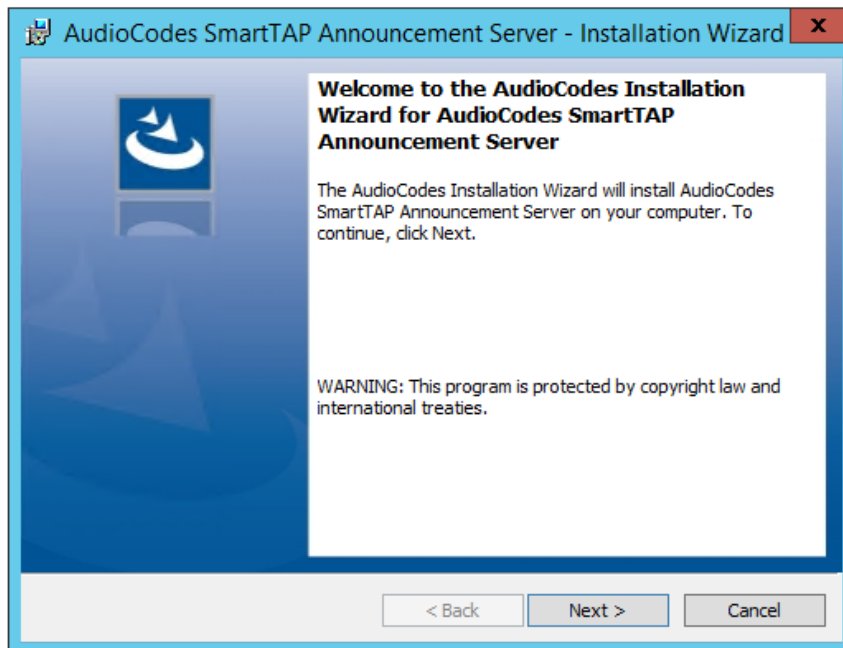 AudioCodes SmartTAP Announcement Server - Installation Wizard
x
Welcome to the AudioCodes Installation
Wizard for AudioCodes SmartTAP
Announcement Server
The AudioCodes Installation Wizard will install AudioCodes
SmartTAP Announcement Server on your computer. To
continue, click Next.
WARNING: This program is protected by copyright law and
international treaties.
< Back
Next >
Cancel